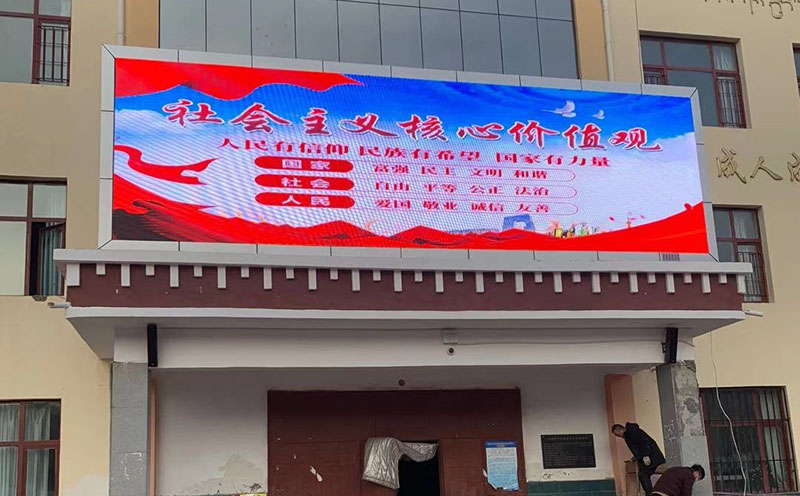 社会主义核心价值观
人民有信仰 民族有希望 国家有力量
国家 富强 民主 文明 和谐
社会 自由 平等 公正 法治
人民 爱国 敬业 诚信 友善
成人